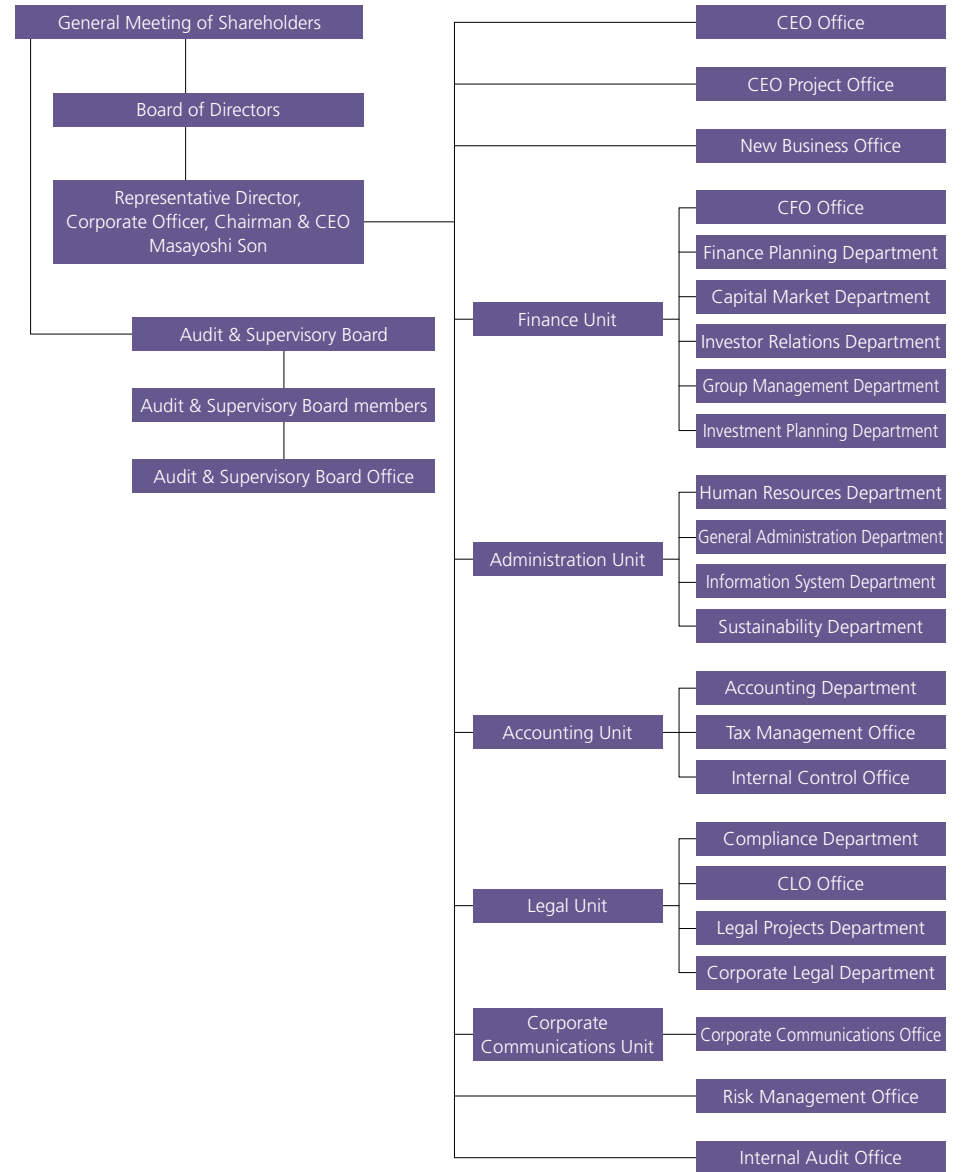 General Meeting of Shareholders
Board of Directors
Representative Director,
Corporate Officer, Chairman & CEO
Masayoshi Son
Audit & Supervisory Board
Audit & Supervisory Board members
Audit & Supervisory Board Office
CEO Office
CEO Project Office
New Business Office
Finance Unit
CFO Office
Finance Planning Department
Capital Market Department
Investor Relations Department
Group Management Department
Investment Planning Department
Administration Unit
Human Resources Department
General Administration Department
Information System Department
Sustainability Department
Accounting Unit
Accounting Department
Tax Management Office
Internal Control Office
Legal Unit
Compliance Department
CLO Office
Legal Projects Department
Corporate Legal Department
Corporate
Communications Unit
Corporate Communications Office
Risk Management Office
Internal Audit Office